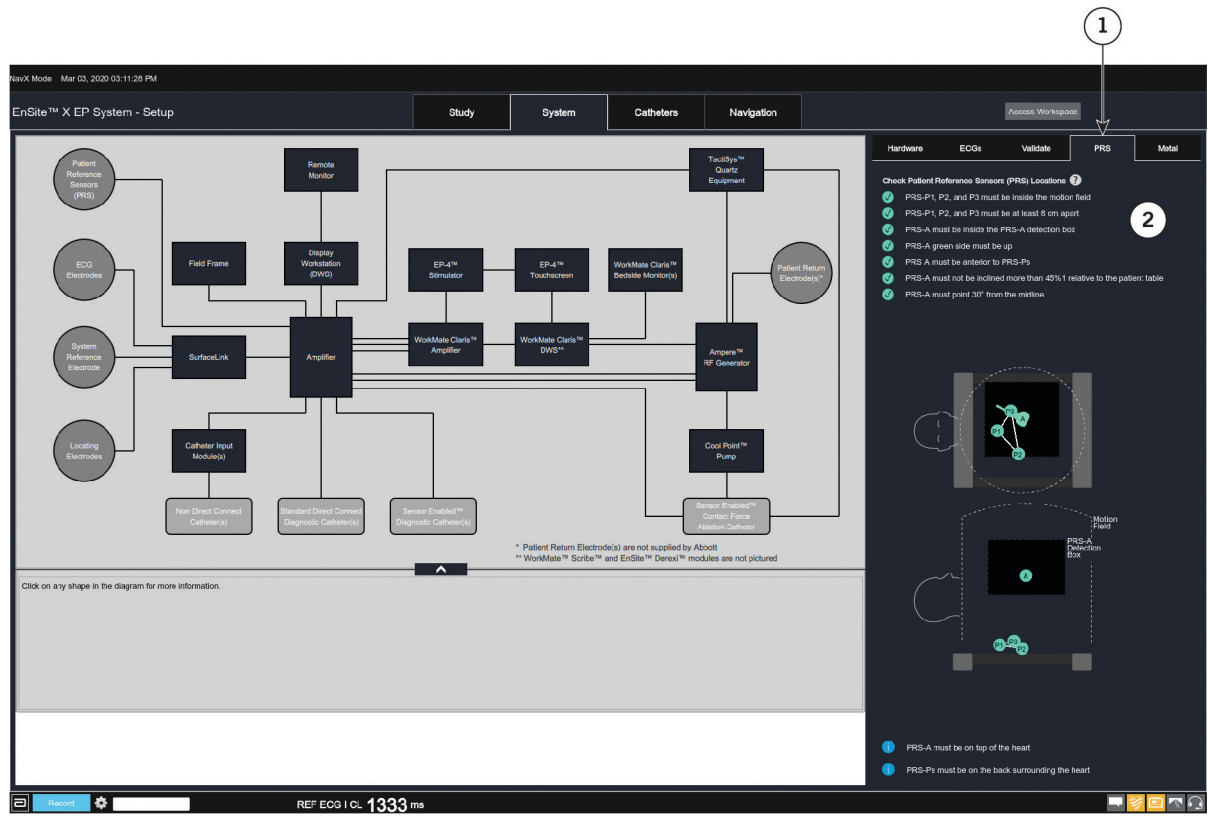 1
NavX Mode Mar 03, 2020 03:11:28 PM
EnSite™ X EP System - Setup
Study
System
Catheters
Navigation
Access Workspace
Hardware
ECGs
Validate
PRS
Metal
Patient
Reference
Sensors
(PRS)
Remote
Monitor
TactiSys™
Quartz
Equipment
ECG
Electrodes
Field Frame
Display
Workstation
(DWG)
EP-4™
Stimulator
EP-4™
Touchscreen
WorkMate Claris™
Bedside Monitor(s)
Patient Return
Electrode(s)*
System
Reference
Electrode
SurfaceLink
Amplifier
WorkMate Claris™
Amplifier
WorkMate Claris™
DWS**
Ampere™
RF Generator
Locating
Electrodes
Catheter Input
Module(s)
Cool Point™
Pump
Non Direct Connect
Catheter(s)
Standard Direct Connect
Diagnostic Catheter(s)
Sensor Enabled™
Diagnostic Catheter(s)
Sensor Enabled™
Contact Force
Ablation Catheter
* Patient Return Electrode(s) are not supplied by Abbott
** WorkMate™ Scribe™ and EnSite™ Derexi™ modules are not pictured
Click on any shape in the diagram for more information.
Check Patient Reference Sensors (PRS) Locations ?
PRS-P1, P2, and P3 must be inside the motion field
PRS-P1, P2, and P3 must be at least 8 cm apart
2
PRS-A must be inside the PRS-A detection box
PRS-A green side must be up
PRS A must be anterior to PRS-Ps
PRS-A must not be inclined more than 45%1 relative to the patient table
PRS-A must point 30° from the midline
P3
A
P1
P2
Motion
Field
PRS-A
Detection
Box
A
P1
P3
P2
i PRS-A must be on top of the heart
i PRS-Ps must be on the back surrounding the heart
Record
REF ECG I CL 1333 ms